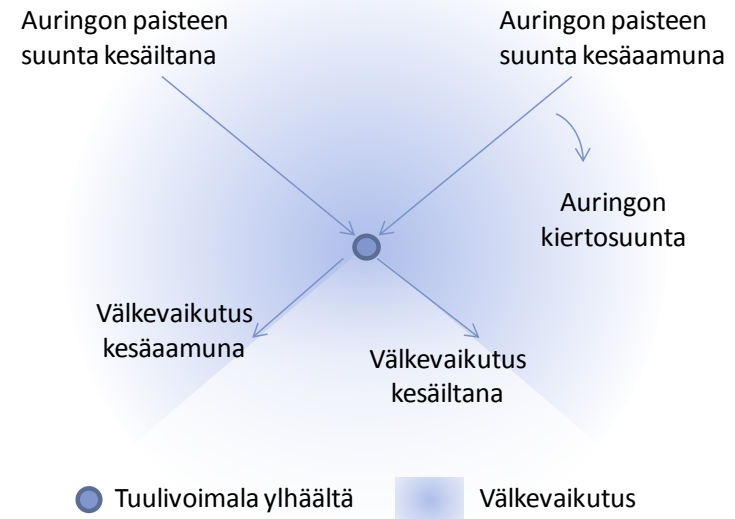 Auringon paisteen
suunta kesäiltana
Auringon paisteen
suunta kesäaamuna
Auringon
kiertosuunta
Välkevaikutus
kesäaamuna
Välkevaikutus
kesäiltana
Tuulivoimala ylhäältä
Välkevaikutus